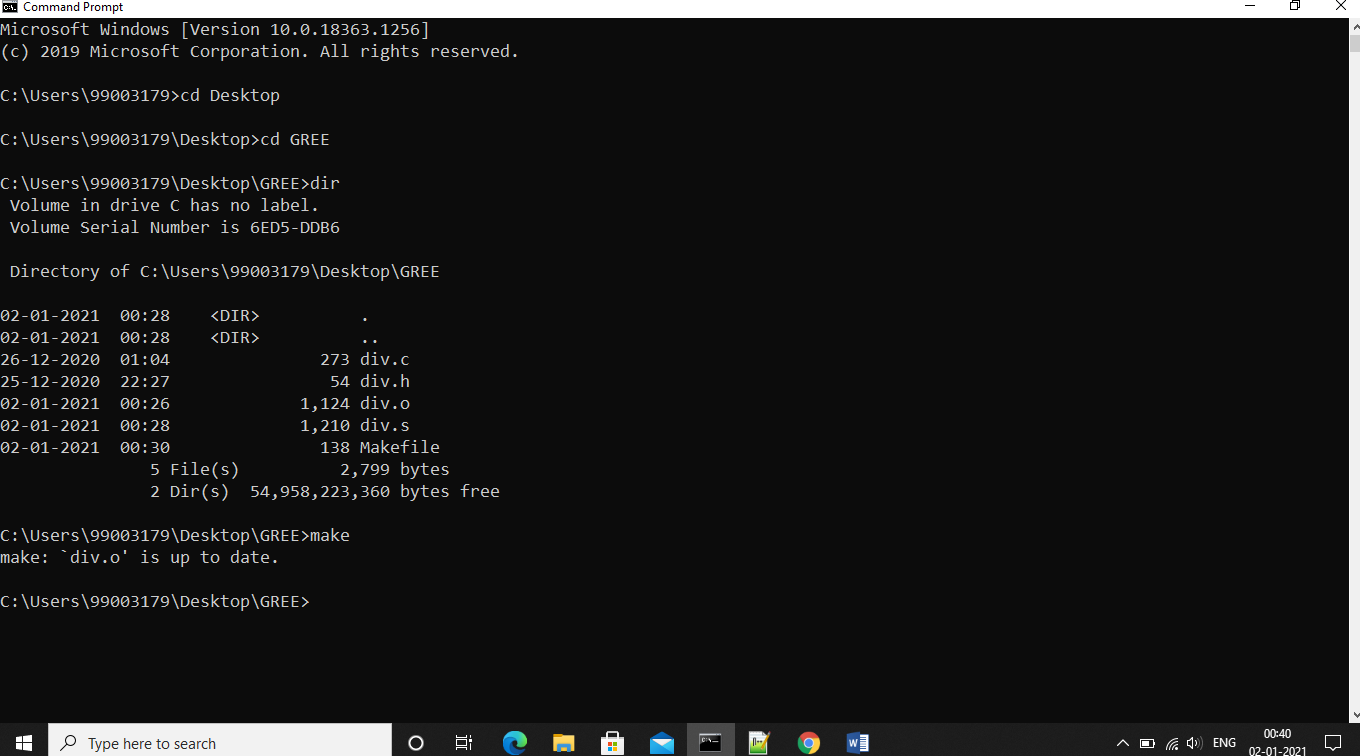 Command Prompt
Microsoft Windows [Version 10.0.18363.1256]
(c) 2019 Microsoft Corporation. All rights reserved.
C:\Users\99003179>cd Desktop
C:\Users\99003179\Desktop>cd GREE
C:\Users\99003179\Desktop\GREE>dir
 Volume in drive C has no label.
 Volume Serial Number is 6ED5-DDB6
 Directory of C:\Users\99003179\Desktop\GREE
02-01-2021  00:28    <DIR>          .
02-01-2021  00:28    <DIR>          ..
26-12-2020  01:04               273 div.c
25-12-2020  22:27                54 div.h
02-01-2021  00:26             1,124 div.o
02-01-2021  00:28             1,210 div.s
02-01-2021  00:30               138 Makefile
               5 File(s)          2,799 bytes
               2 Dir(s)  54,958,223,360 bytes free
C:\Users\99003179\Desktop\GREE>make
make: `div.o' is up to date.
C:\Users\99003179\Desktop\GREE>
Type here to search
ENG
00:40
02-01-2021